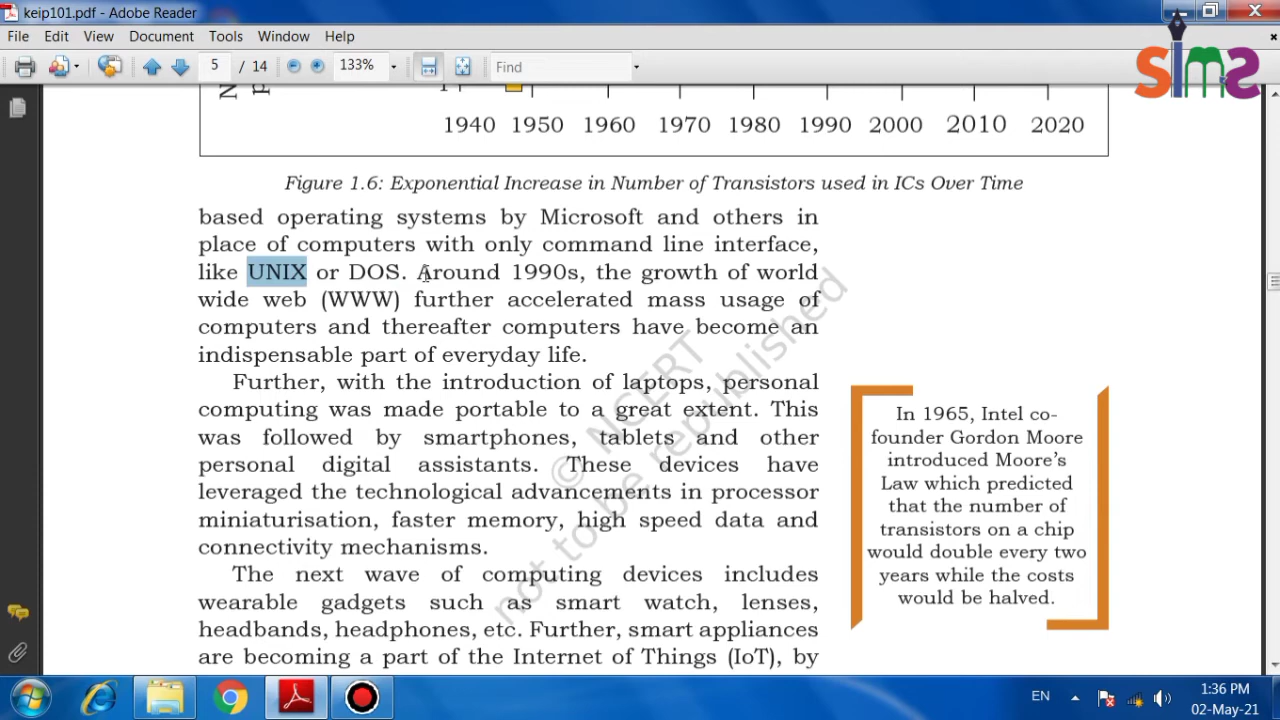 keip101.pdf - Adobe Reader
File Edit View Document Tools Window Help
5 / 14 133% Find
SIMS
1940 1950 1960 1970 1980 1990 2000 2010 2020
Figure 1.6: Exponential Increase in Number of Transistors used in ICs Over Time
based operating systems by Microsoft and others in
place of computers with only command line interface,
like UNIX or DOS. Around 1990s, the growth of world
wide web (WWW) further accelerated mass usage of
computers and thereafter computers have become an
indispensable part of everyday life.
Further, with the introduction of laptops, personal
computing was made portable to a great extent. This
was followed by smartphones, tablets and other
personal digital assistants. These devices have
leveraged the technological advancements in processor
miniaturisation, faster memory, high speed data and
connectivity mechanisms.
The next wave of computing devices includes
wearable gadgets such as smart watch, lenses,
headbands, headphones, etc. Further, smart appliances
are becoming a part of the Internet of Things (IoT), by
In 1965, Intel co-
founder Gordon Moore
introduced Moore's
Law which predicted
that the number of
transistors on a chip
would double every two
years while the costs
would be halved.
© NCERT
not to be republished
EN
1:36 PM
02-May-21